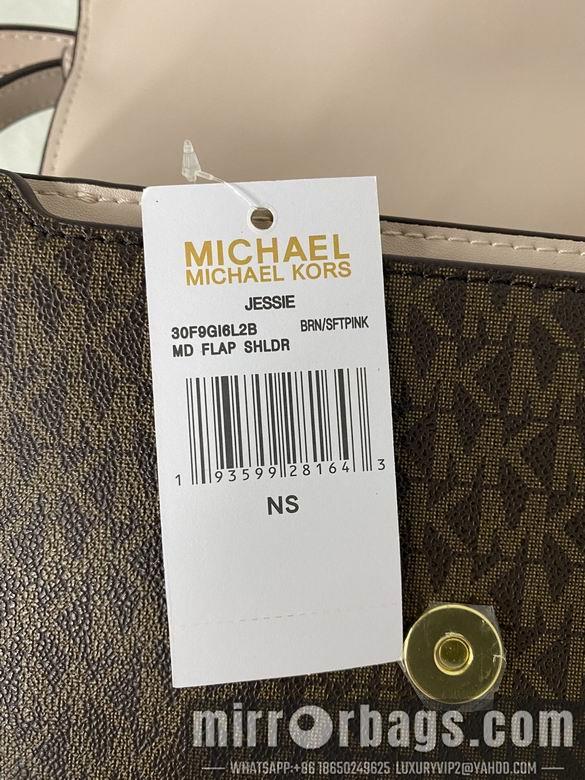 MICHAEL
MICHAEL KORS
JESSIE
30F9GI6L2B BRN/SFTPINK
MD FLAP SHLDR
1 93599 28164 3
NS
mirrorbags.com
WHATSAPP:+86 18650249625 LUXURYVIP2@YAHOO.COM